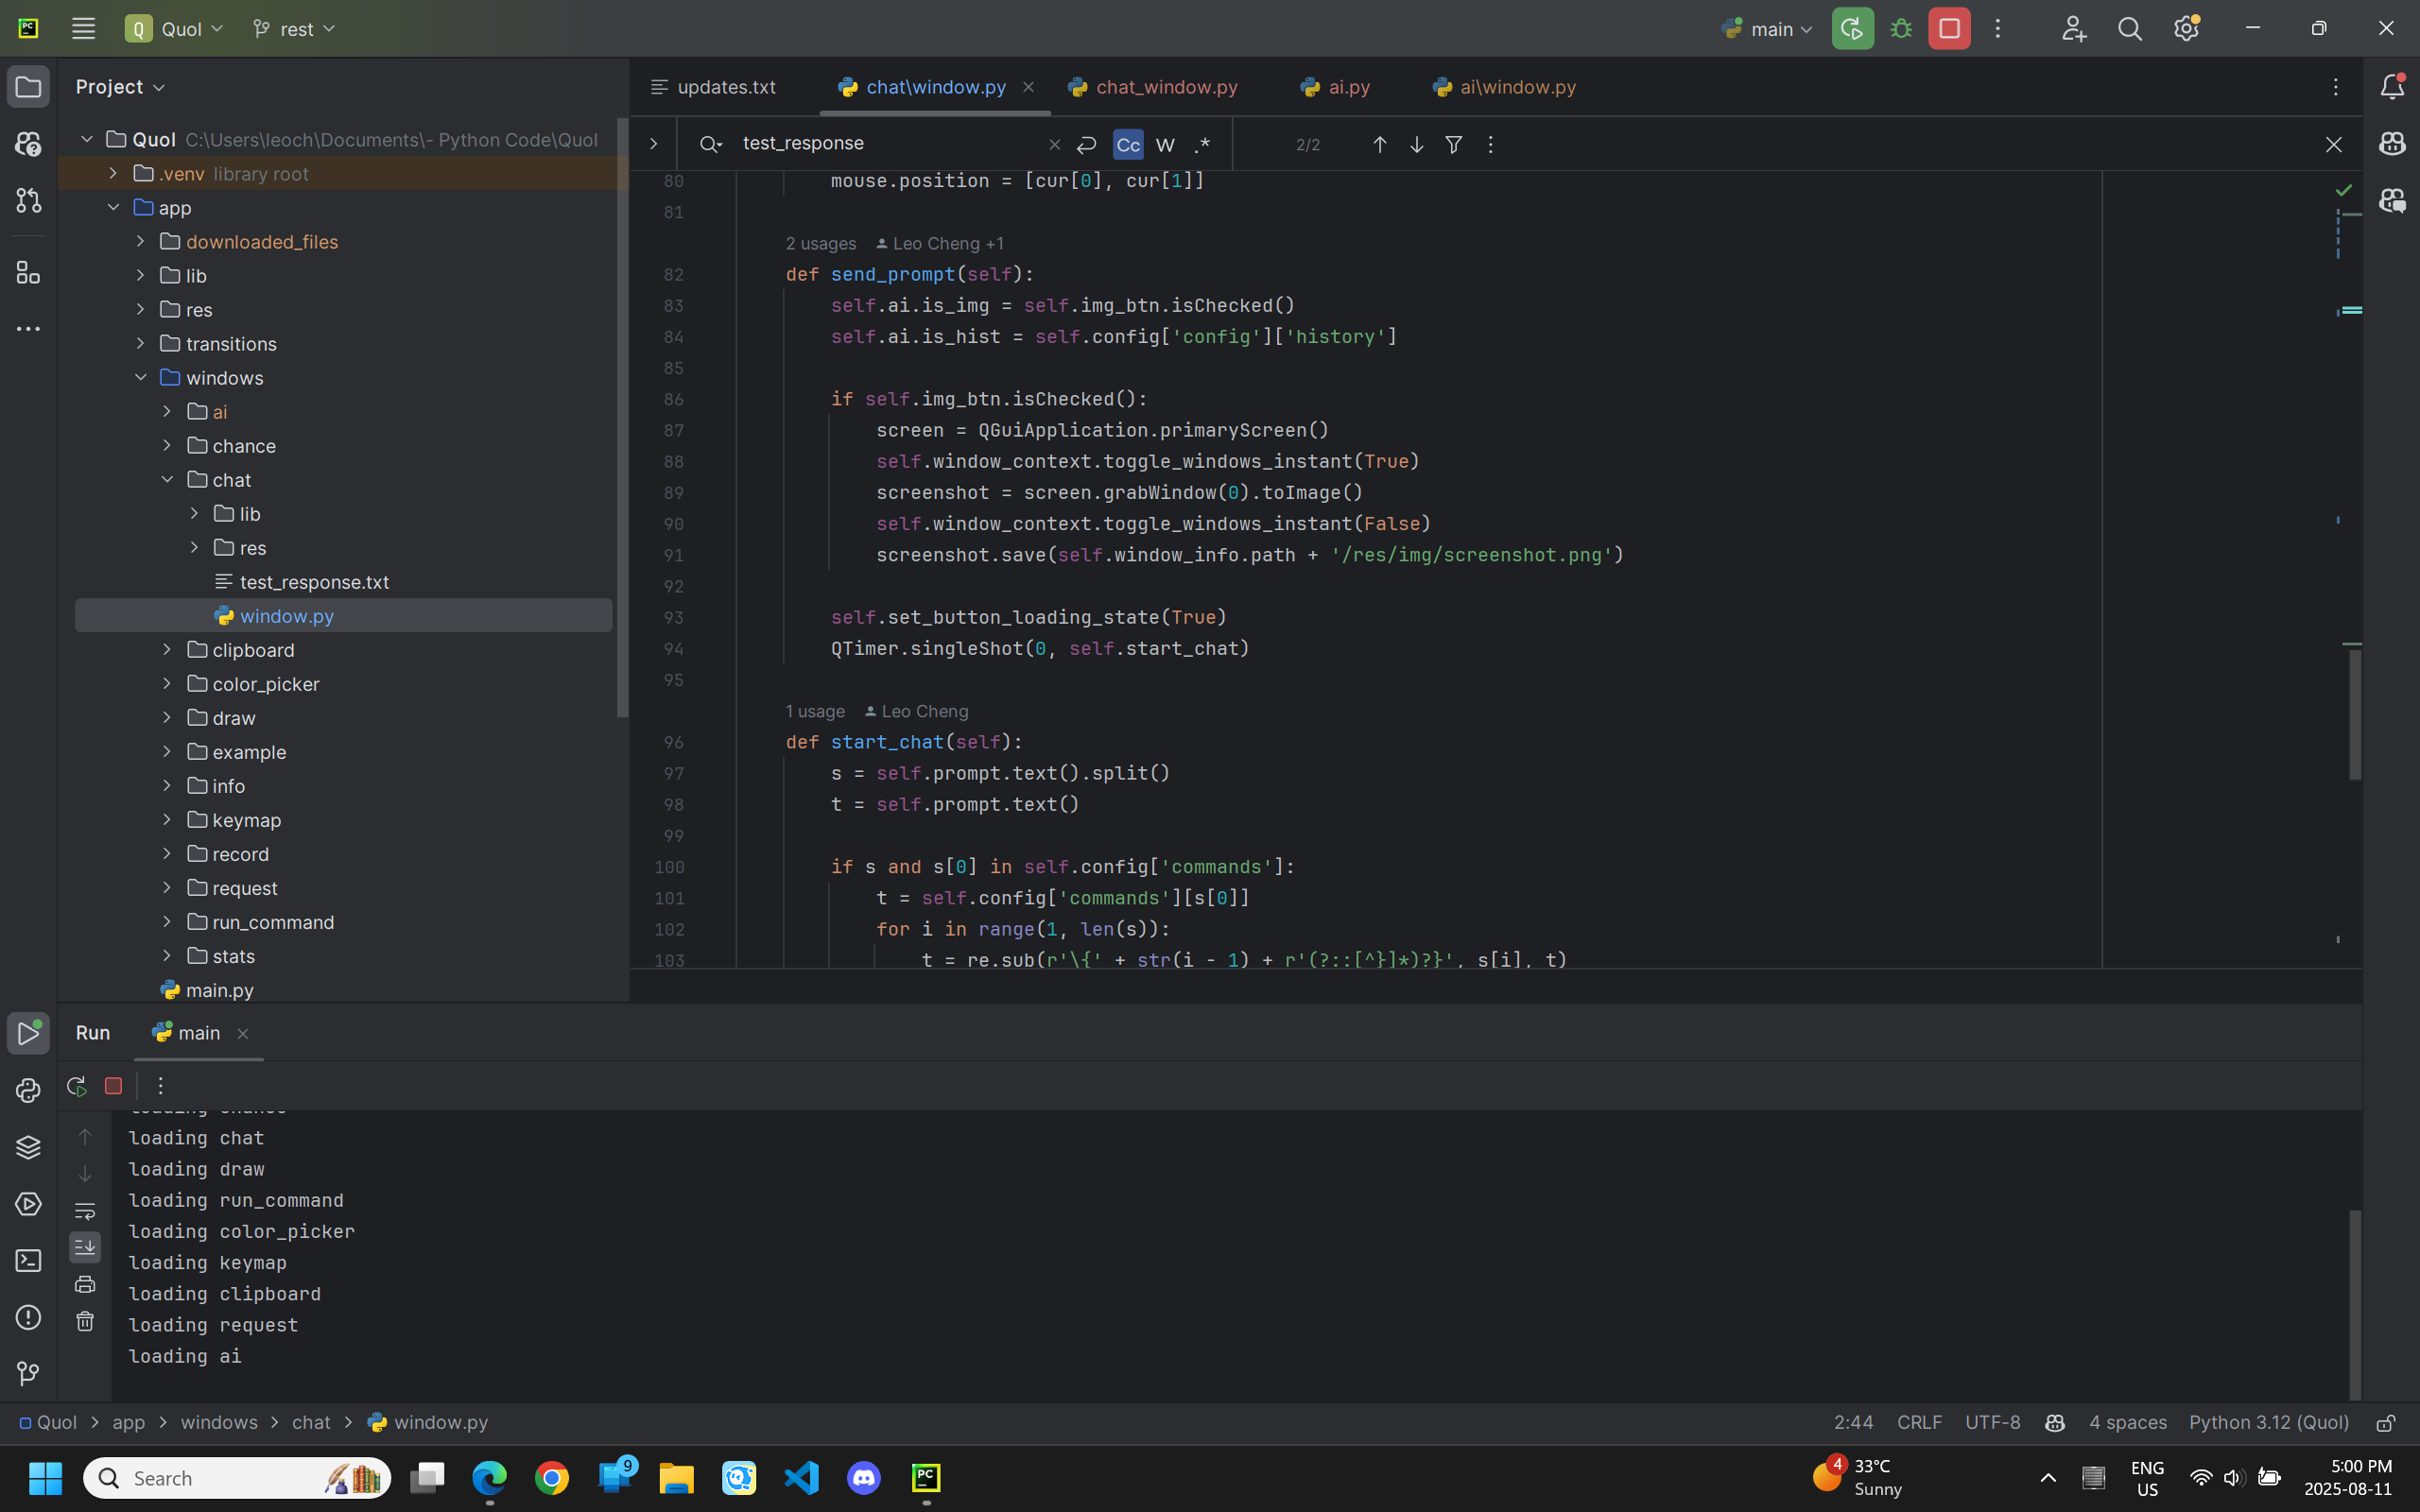 PC Q Quol rest main
Project
updates.txt chat\window.py chat_window.py ai.py ai\window.py
test_response Cc W .* 2/2
Quol C:\Users\leoch\Documents\- Python Code\Quol
.venv library root
app
downloaded_files
lib
res
transitions
windows
ai
chance
chat
lib
res
test_response.txt
window.py
clipboard
color_picker
draw
example
info
keymap
record
request
run_command
stats
main.py
80 mouse.position = [cur[0], cur[1]]
81
2 usages Leo Cheng +1
82 def send_prompt(self):
83 self.ai.is_img = self.img_btn.isChecked()
84 self.ai.is_hist = self.config['config']['history']
85
86 if self.img_btn.isChecked():
87 screen = QGuiApplication.primaryScreen()
88 self.window_context.toggle_windows_instant(True)
89 screenshot = screen.grabWindow(0).toImage()
90 self.window_context.toggle_windows_instant(False)
91 screenshot.save(self.window_info.path + '/res/img/screenshot.png')
92
93 self.set_button_loading_state(True)
94 QTimer.singleShot(0, self.start_chat)
95
1 usage Leo Cheng
96 def start_chat(self):
97 s = self.prompt.text().split()
98 t = self.prompt.text()
99
100 if s and s[0] in self.config['commands']:
101 t = self.config['commands'][s[0]]
102 for i in range(1, len(s)):
103 t = re.sub(r'\{' + str(i - 1) + r'(?::[^}]*)?}', s[i], t)
Run main
loading chat
loading draw
loading run_command
loading color_picker
loading keymap
loading clipboard
loading request
loading ai
Quol > app > windows > chat > window.py 2:44 CRLF UTF-8 4 spaces Python 3.12 (Quol)
Search 9 PC 4 33°C Sunny ENG US 5:00 PM 2025-08-11